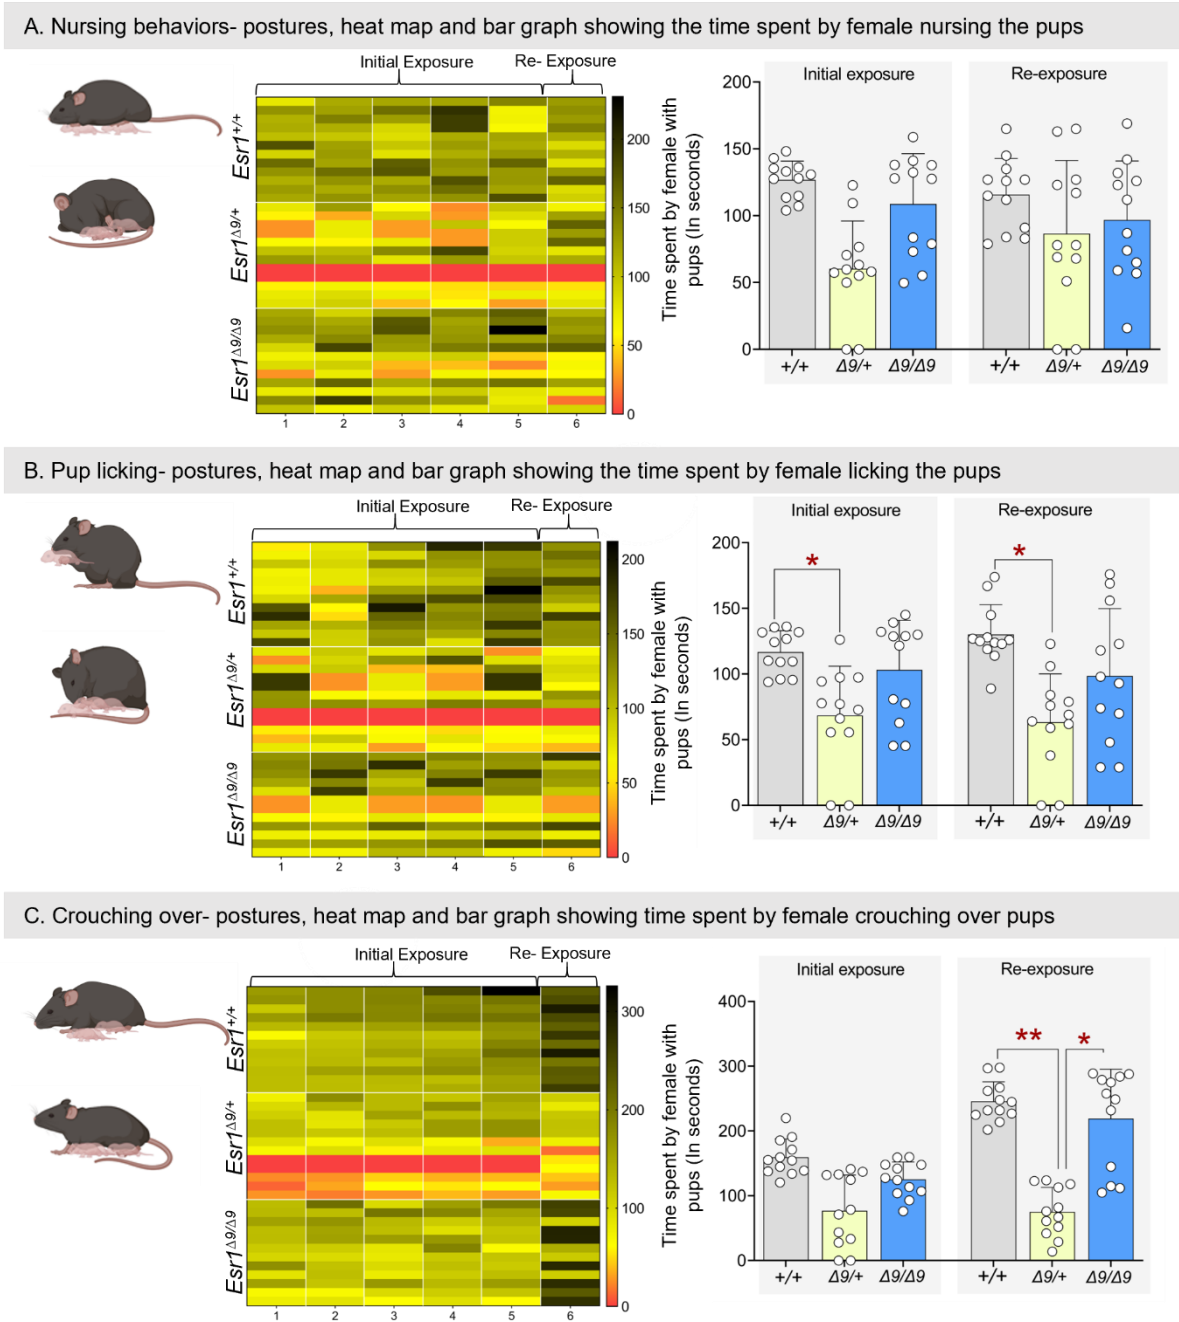 A. Nursing behaviors- postures, heat map and bar graph showing the time spent by female nursing the pups
Initial Exposure
Re- Exposure
Esr1+/+
Esr1Δ9/+
Esr1Δ9/Δ9
1 2 3 4 5 6
200
150
100
50
0
Time spent by female with
pups (In seconds)
Initial exposure
Re-exposure
200
150
100
50
0
+/+ Δ9/+ Δ9/Δ9
+/+ Δ9/+ Δ9/Δ9
B. Pup licking- postures, heat map and bar graph showing the time spent by female licking the pups
Initial Exposure
Re- Exposure
Esr1+/+
Esr1Δ9/+
Esr1Δ9/Δ9
1 2 3 4 5 6
200
150
100
50
0
Time spent by female with
pups (In seconds)
Initial exposure
Re-exposure
200
150
100
50
0
*
*
+/+ Δ9/+ Δ9/Δ9
+/+ Δ9/+ Δ9/Δ9
C. Crouching over- postures, heat map and bar graph showing time spent by female crouching over pups
Initial Exposure
Re- Exposure
Esr1+/+
Esr1Δ9/+
Esr1Δ9/Δ9
1 2 3 4 5 6
300
200
100
0
Time spent by female with
pups (In seconds)
Initial exposure
Re-exposure
400
300
200
100
0
**
*
+/+ Δ9/+ Δ9/Δ9
+/+ Δ9/+ Δ9/Δ9